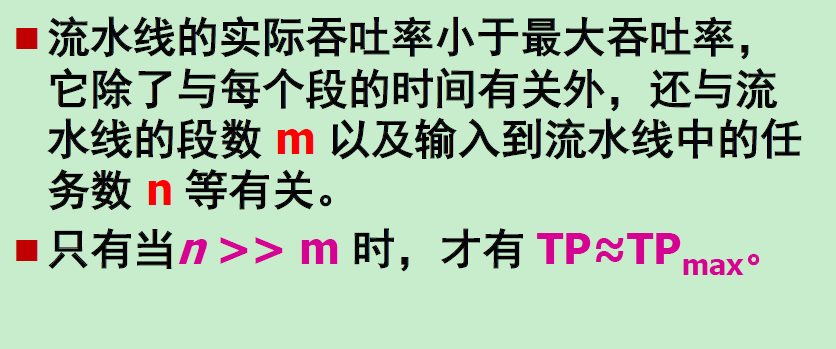 ■ 流水线的实际吞吐率小于最大吞吐率，
它除了与每个段的时间有关外，还与流
水线的段数 m 以及输入到流水线中的任
务数 n 等有关。
■ 只有当n >> m 时，才有 TP≈TPmax。